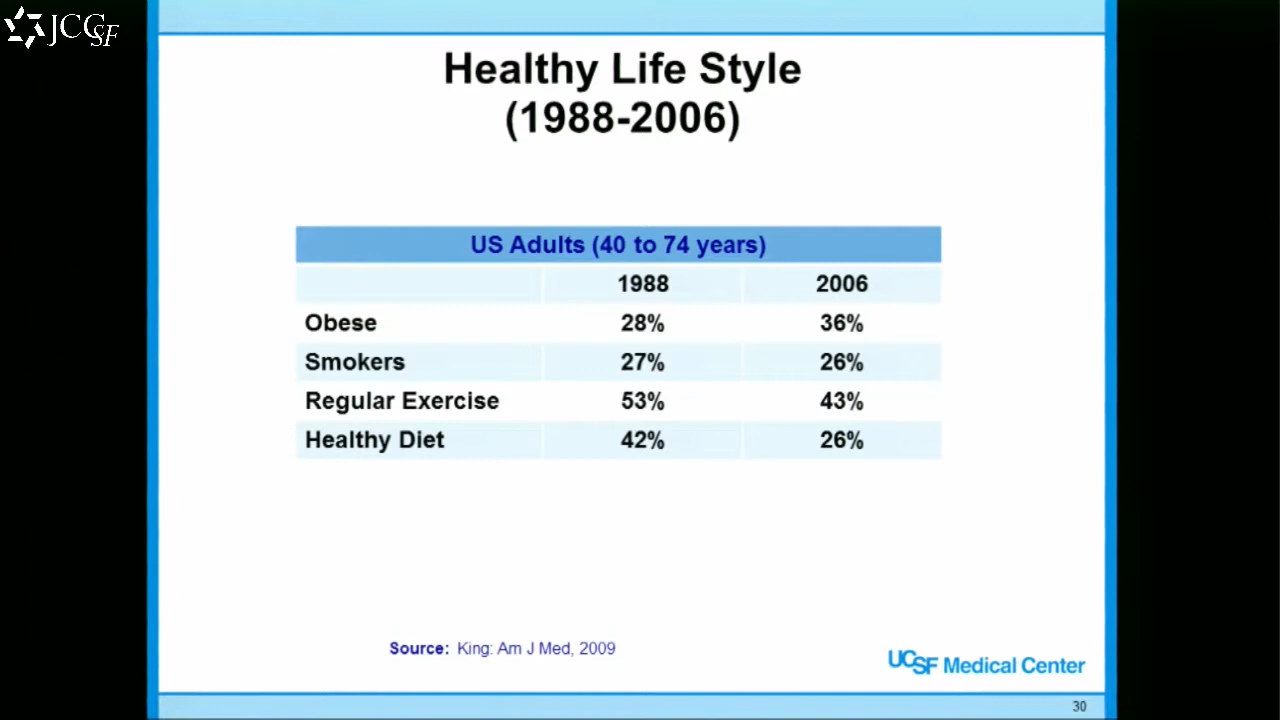 JCCSF
Healthy Life Style
(1988-2006)
US Adults (40 to 74 years)
1988 2006
Obese 28% 36%
Smokers 27% 26%
Regular Exercise 53% 43%
Healthy Diet 42% 26%
Source: King: Am J Med, 2009
UCSF Medical Center
30